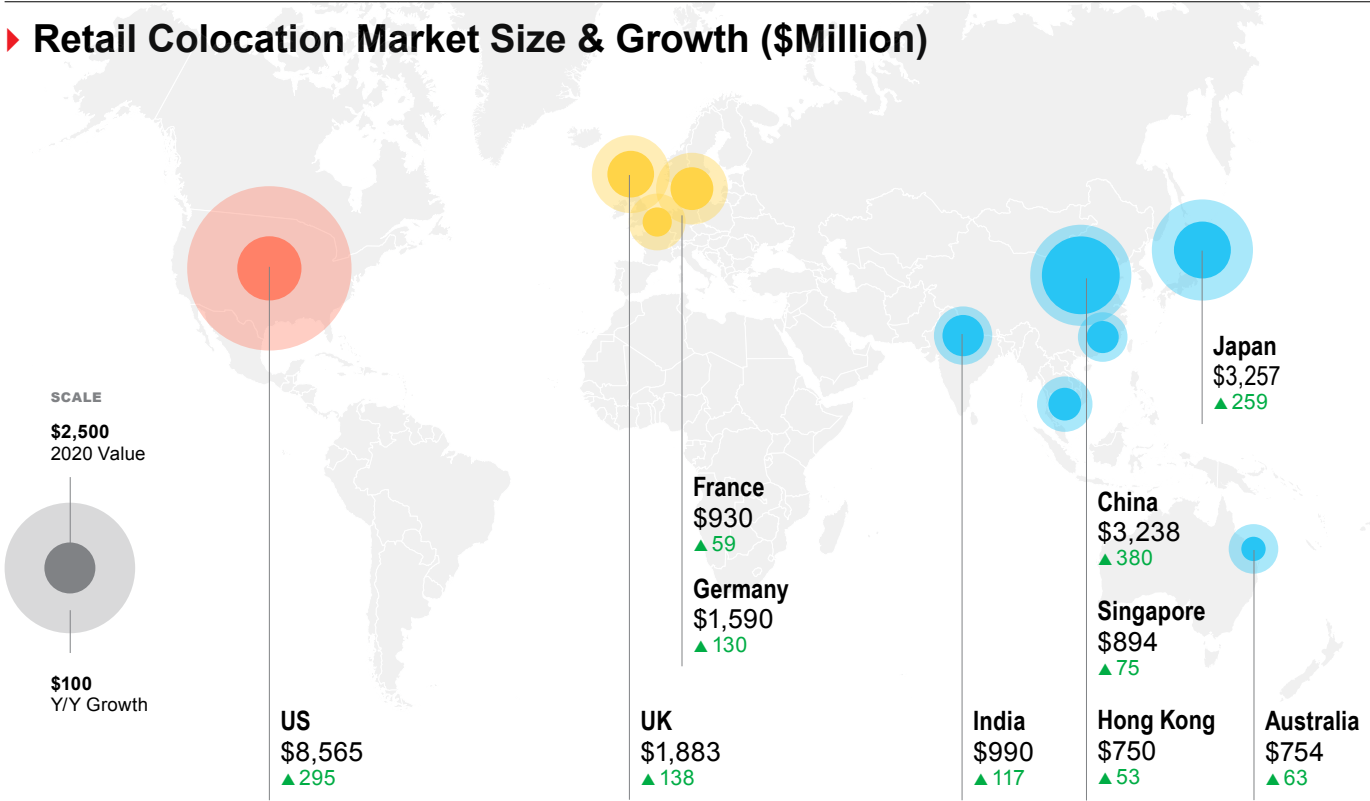 Retail Colocation Market Size & Growth ($Million)
SCALE
$2,500
2020 Value
$100
Y/Y Growth
US
$8,565
▲295
UK
$1,883
▲138
France
$930
▲59
Germany
$1,590
▲130
India
$990
▲117
China
$3,238
▲380
Singapore
$894
▲75
Hong Kong
$750
▲53
Japan
$3,257
▲259
Australia
$754
▲63